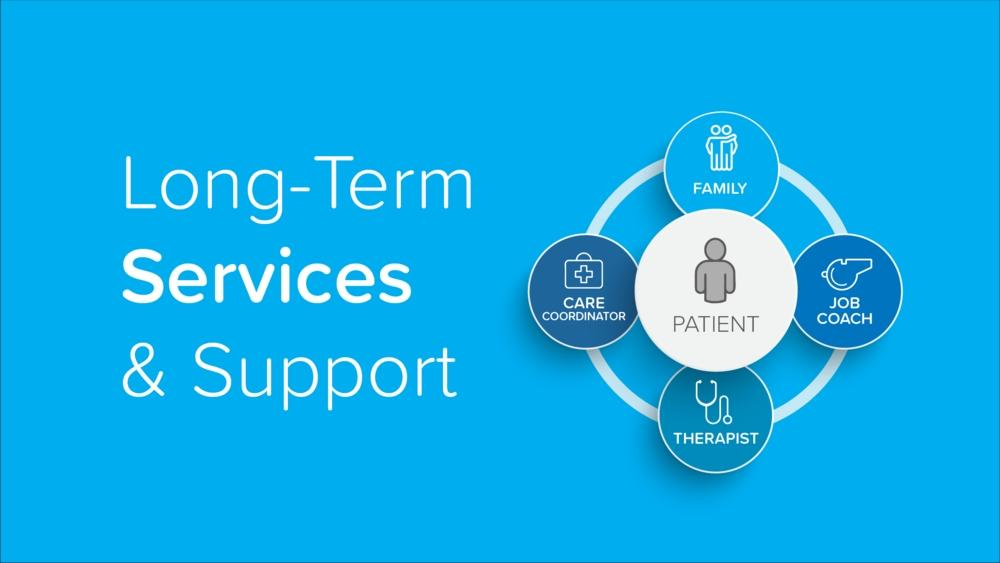 Long-Term
Services
& Support
FAMILY
CARE
COORDINATOR
PATIENT
JOB
COACH
THERAPIST